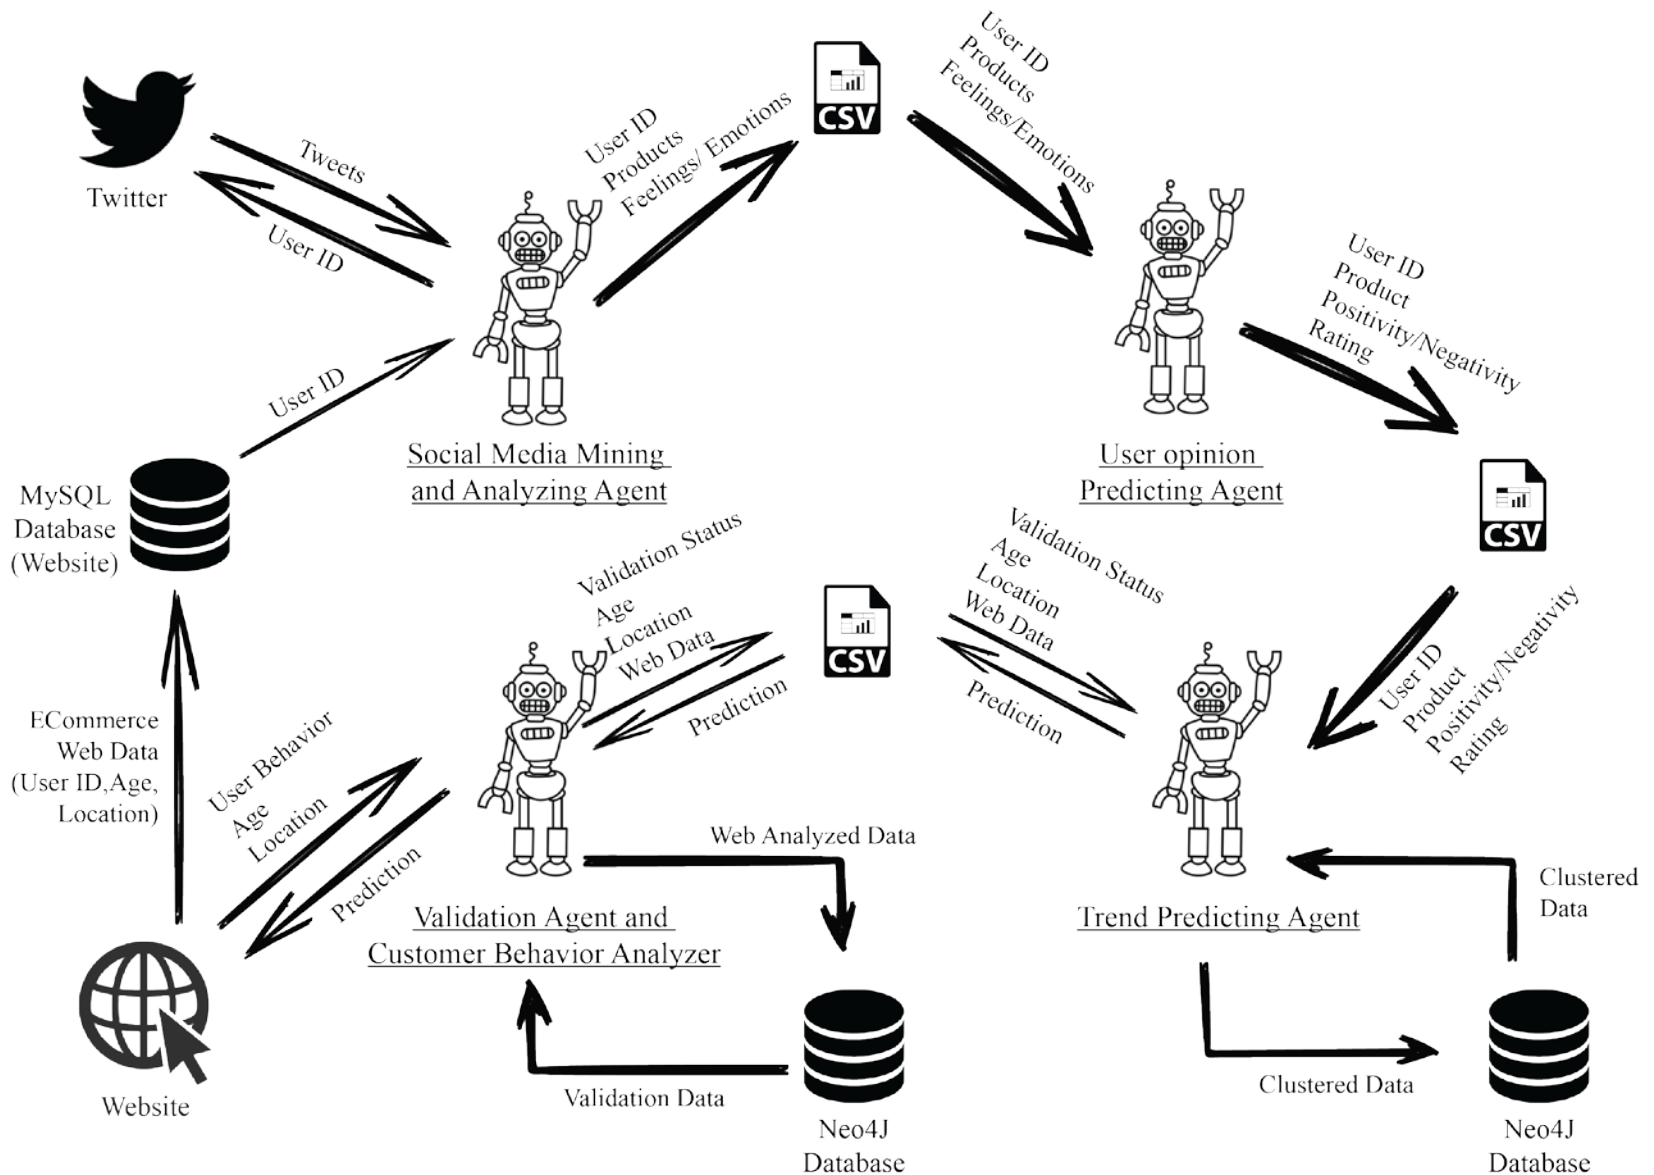 Twitter
Tweets
User ID
User ID
Products
Feelings/ Emotions
CSV
User ID
Products
Feelings/Emotions
User ID
Product
Positivity/Negativity
Rating
User ID
Social Media Mining
and Analyzing Agent
User opinion
Predicting Agent
CSV
MySQL
Database
(Website)
Validation Status
Age
Location
Web Data
Prediction
CSV
Validation Status
Age
Location
Web Data
Prediction
User ID
Product
Positivity/Negativity
Rating
ECommerce
Web Data
(User ID,Age,
Location)
User Behavior
Age
Location
Prediction
Web Analyzed Data
Clustered
Data
Validation Agent and
Customer Behavior Analyzer
Trend Predicting Agent
Website
Validation Data
Clustered Data
Neo4J
Database
Neo4J
Database